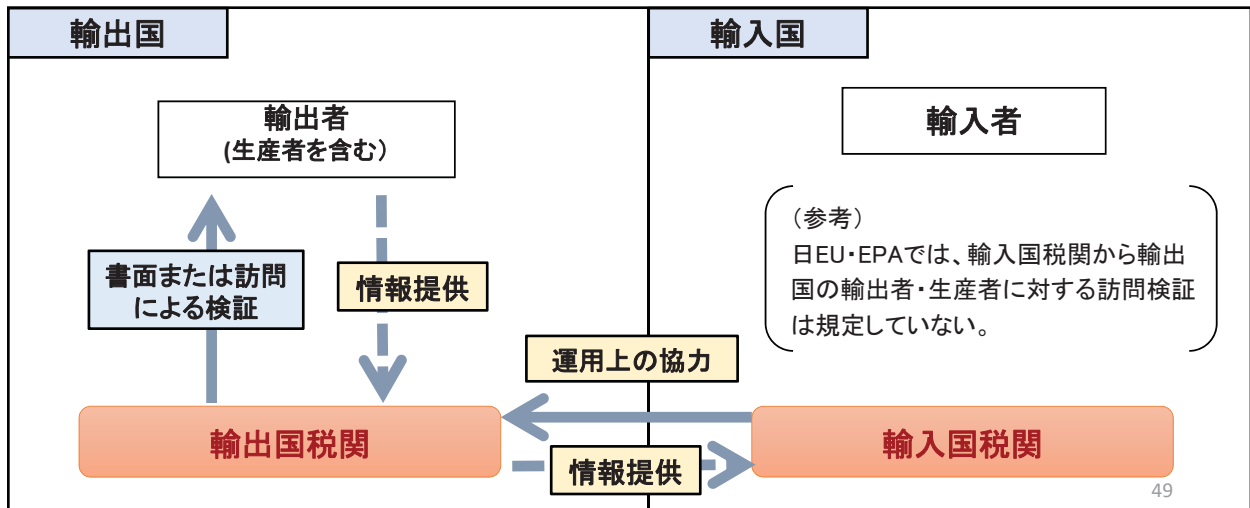 輸出国
輸入国
輸出者
(生産者を含む）
輸入者
（参考）
日EU・EPAでは、輸入国税関から輸出
国の輸出者・生産者に対する訪問検証
は規定していない。
書面または訪問
による検証
情報提供
運用上の協力
輸出国税関
輸入国税関
情報提供
49